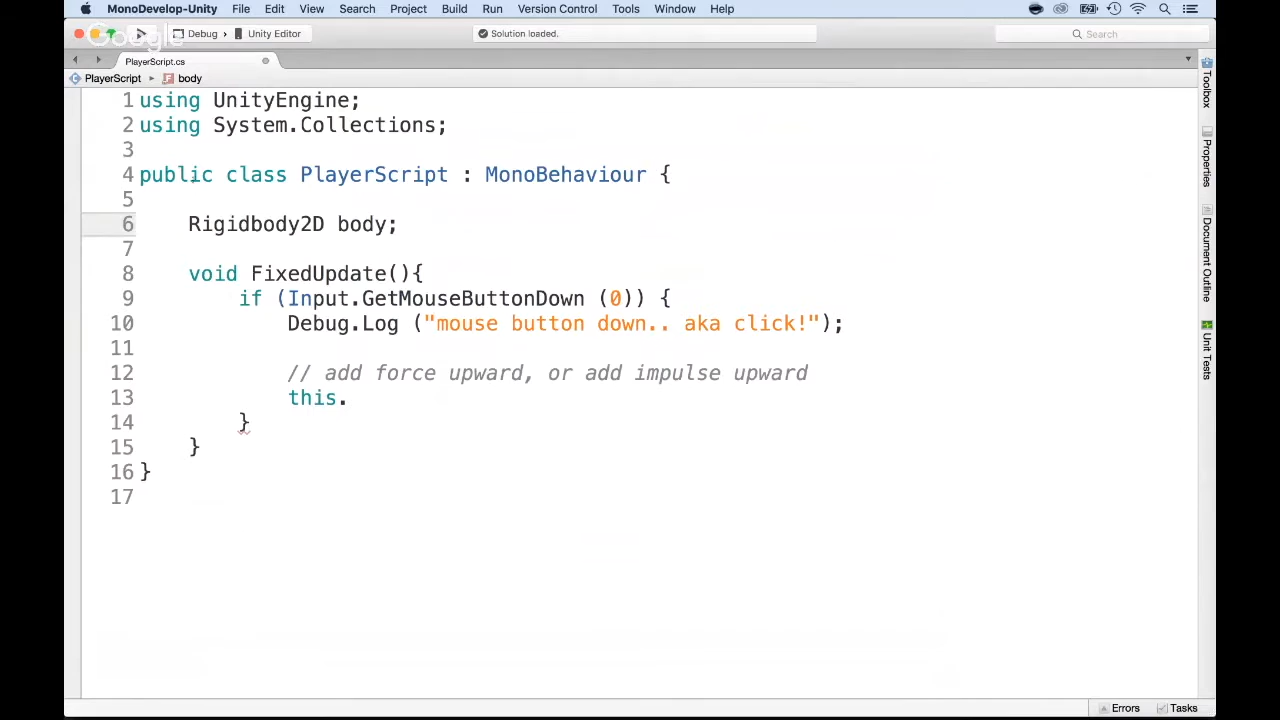 MonoDevelop-Unity File Edit View Search Project Build Run Version Control Tools Window Help
Google
Debug › Unity Editor
Solution loaded.
Search
PlayerScript.cs
PlayerScript ▸ body
1 using UnityEngine;
2 using System.Collections;
3
4 public class PlayerScript : MonoBehaviour {
5
6 Rigidbody2D body;
7
8 void FixedUpdate(){
9 if (Input.GetMouseButtonDown (0)) {
10 Debug.Log ("mouse button down.. aka click!");
11
12 // add force upward, or add impulse upward
13 this.
14 }
15 }
16 }
17
Toolbox
Properties
Document Outline
Unit Tests
Errors Tasks